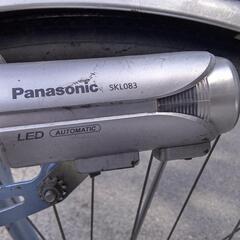 Panasonic SKL083
LED AUTOMATIC